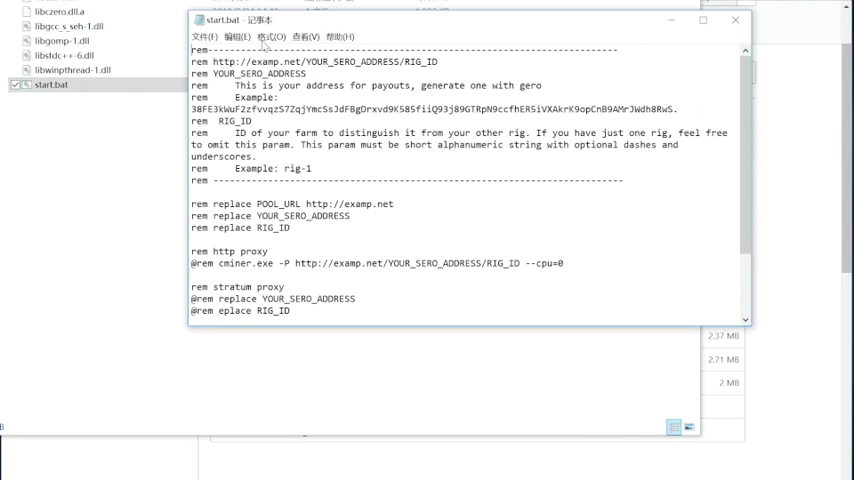 libczero.dll.a
libgcc_s_seh-1.dll
libgomp-1.dll
libstdc++-6.dll
libwinpthread-1.dll
start.bat
start.bat - 记事本
文件(F) 编辑(E) 格式(O) 查看(V) 帮助(H)
rem--------------------------------------------------------------------------
rem http://examp.net/YOUR_SERO_ADDRESS/RIG_ID
rem YOUR_SERO_ADDRESS
rem This is your address for payouts, generate one with gero
rem Example:
38FE3kWuF2zfvvqzS7ZqjYmcSsJdFBgDrxvd9K585fiiQ93j89GTRpN9ccfhER5iVXAkrK9opCnB9AMrJWdh8RwS.
rem RIG_ID
rem ID of your farm to distinguish it from your other rig. If you have just one rig, feel free
to omit this param. This param must be short alphanumeric string with optional dashes and
underscores.
rem Example: rig-1
rem --------------------------------------------------------------------------
rem replace POOL_URL http://examp.net
rem replace YOUR_SERO_ADDRESS
rem replace RIG_ID
rem http proxy
@rem cminer.exe -P http://examp.net/YOUR_SERO_ADDRESS/RIG_ID --cpu=0
rem stratum proxy
@rem replace YOUR_SERO_ADDRESS
@rem eplace RIG_ID
2.37 MB
2.71 MB
2 MB